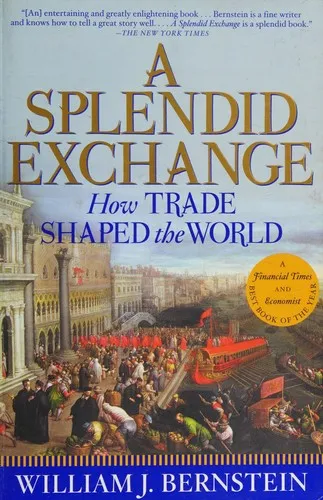 "[An] entertaining and greatly enlightening book . . . Bernstein is a fine writer
and knows how to tell a great story well. . . . A Splendid Exchange is a splendid book."
—THE NEW YORK TIMES
A
SPLENDID
EXCHANGE
How TRADE
SHAPED the WORLD
A
Financial Times
AND
Economist
BEST BOOK OF THE YEAR
WILLIAM J. BERNSTEIN